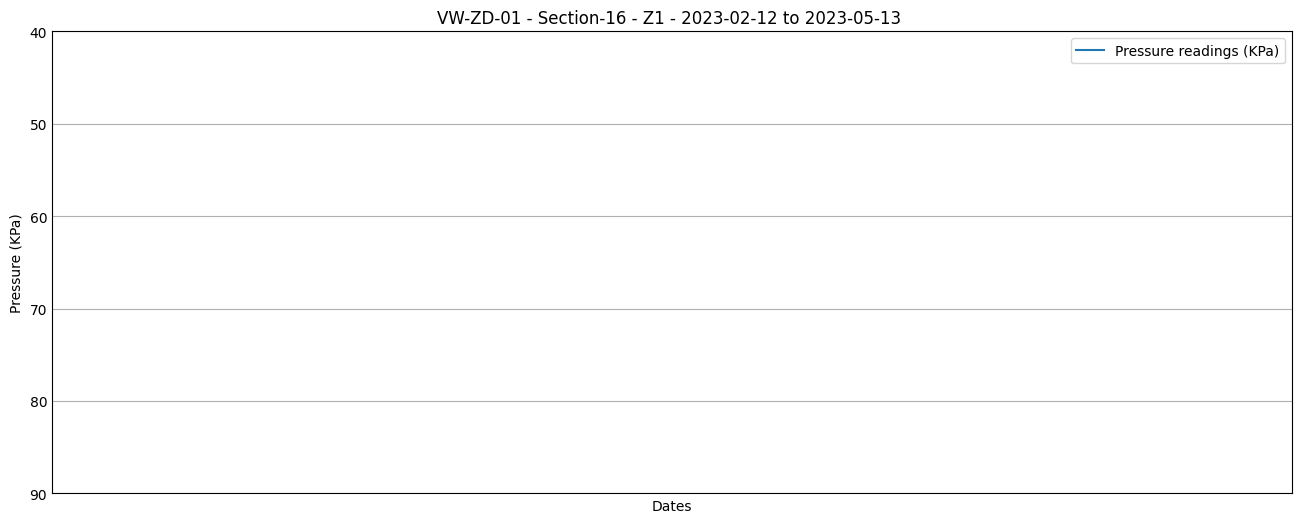 VW-ZD-01 - Section-16 - Z1 - 2023-02-12 to 2023-05-13
Pressure readings (KPa)
40
50
60
70
80
90
Pressure (KPa)
Dates